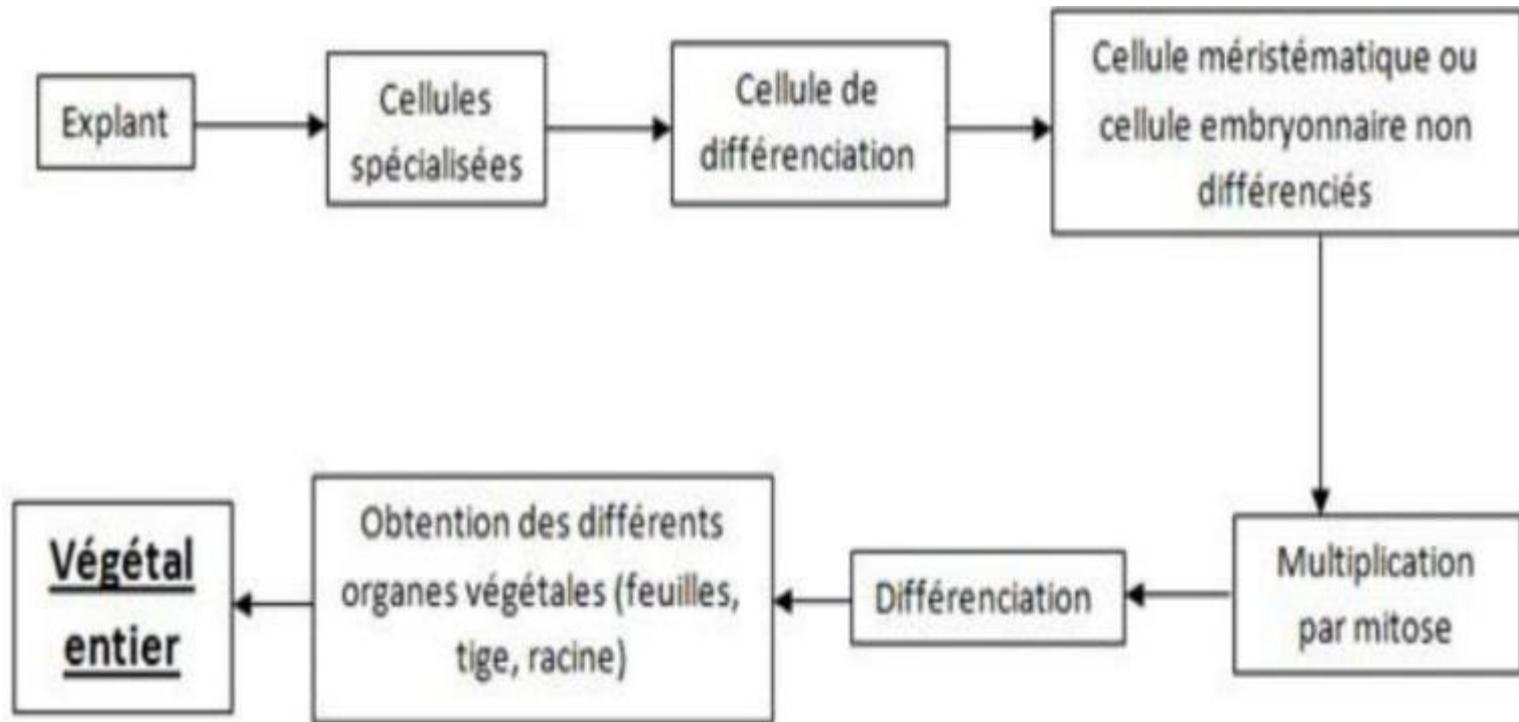 Explant
Cellules
spécialisées
Cellule de
différenciation
Cellule méristématique ou
cellule embryonnaire non
différenciés
Multiplication
par mitose
Différenciation
Obtention des différents
organes végétales (feuilles,
tige, racine)
Végétal
entier